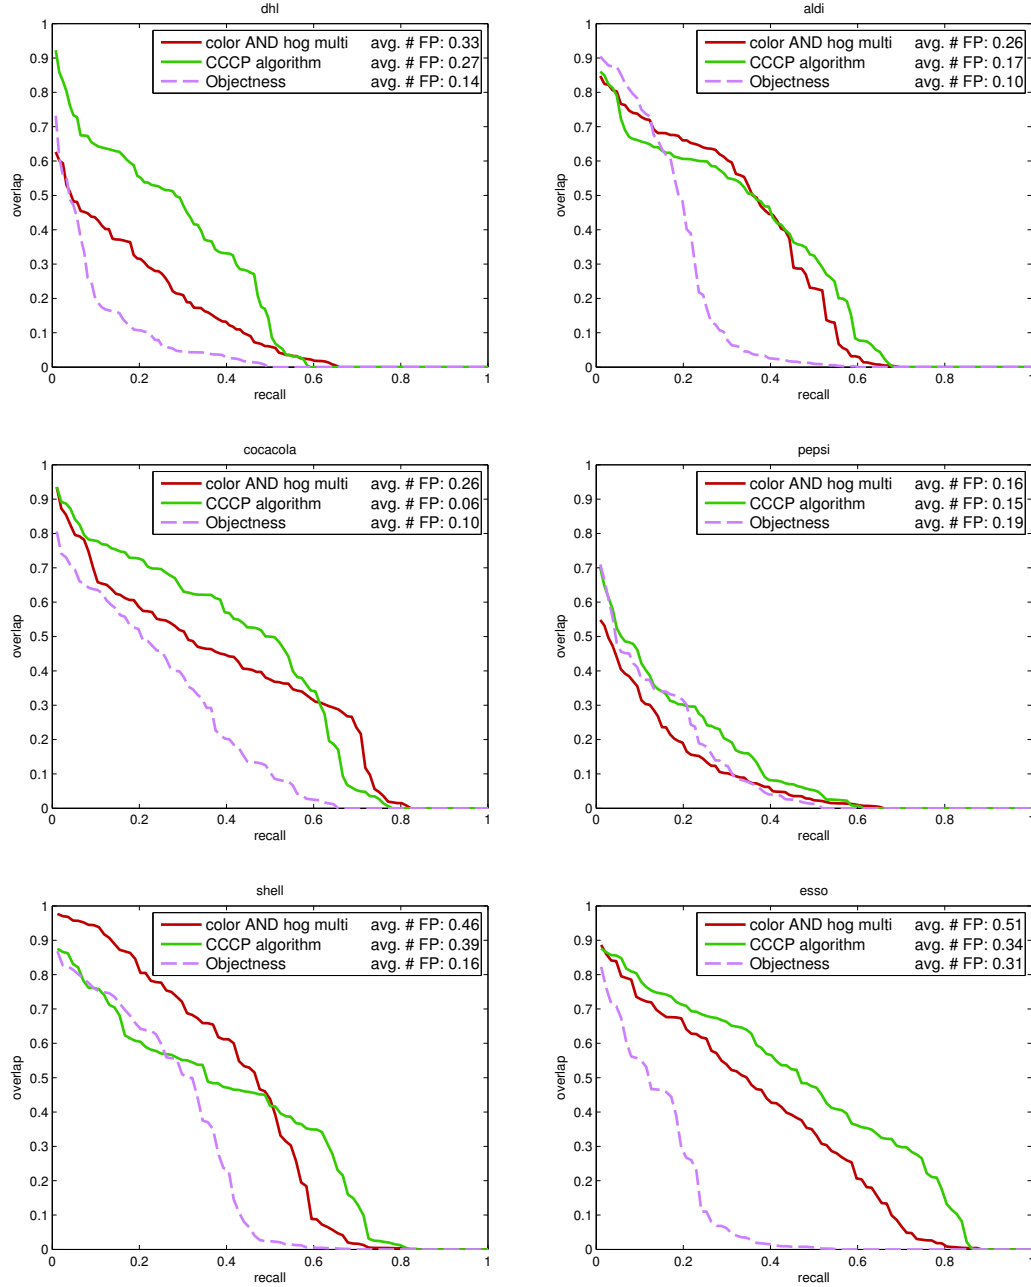 dhl
color AND hog multi avg. # FP: 0.33
CCCP algorithm avg. # FP: 0.27
Objectness avg. # FP: 0.14
overlap
1
0.9
0.8
0.7
0.6
0.5
0.4
0.3
0.2
0.1
0
0 0.2 0.4 0.6 0.8 1
recall
aldi
color AND hog multi avg. # FP: 0.26
CCCP algorithm avg. # FP: 0.17
Objectness avg. # FP: 0.10
overlap
1
0.9
0.8
0.7
0.6
0.5
0.4
0.3
0.2
0.1
0
0 0.2 0.4 0.6 0.8 1
recall
cocacola
color AND hog multi avg. # FP: 0.26
CCCP algorithm avg. # FP: 0.06
Objectness avg. # FP: 0.10
overlap
1
0.9
0.8
0.7
0.6
0.5
0.4
0.3
0.2
0.1
0
0 0.2 0.4 0.6 0.8 1
recall
pepsi
color AND hog multi avg. # FP: 0.16
CCCP algorithm avg. # FP: 0.15
Objectness avg. # FP: 0.19
overlap
1
0.9
0.8
0.7
0.6
0.5
0.4
0.3
0.2
0.1
0
0 0.2 0.4 0.6 0.8 1
recall
shell
color AND hog multi avg. # FP: 0.46
CCCP algorithm avg. # FP: 0.39
Objectness avg. # FP: 0.16
overlap
1
0.9
0.8
0.7
0.6
0.5
0.4
0.3
0.2
0.1
0
0 0.2 0.4 0.6 0.8 1
recall
esso
color AND hog multi avg. # FP: 0.51
CCCP algorithm avg. # FP: 0.34
Objectness avg. # FP: 0.31
overlap
1
0.9
0.8
0.7
0.6
0.5
0.4
0.3
0.2
0.1
0
0 0.2 0.4 0.6 0.8 1
recall